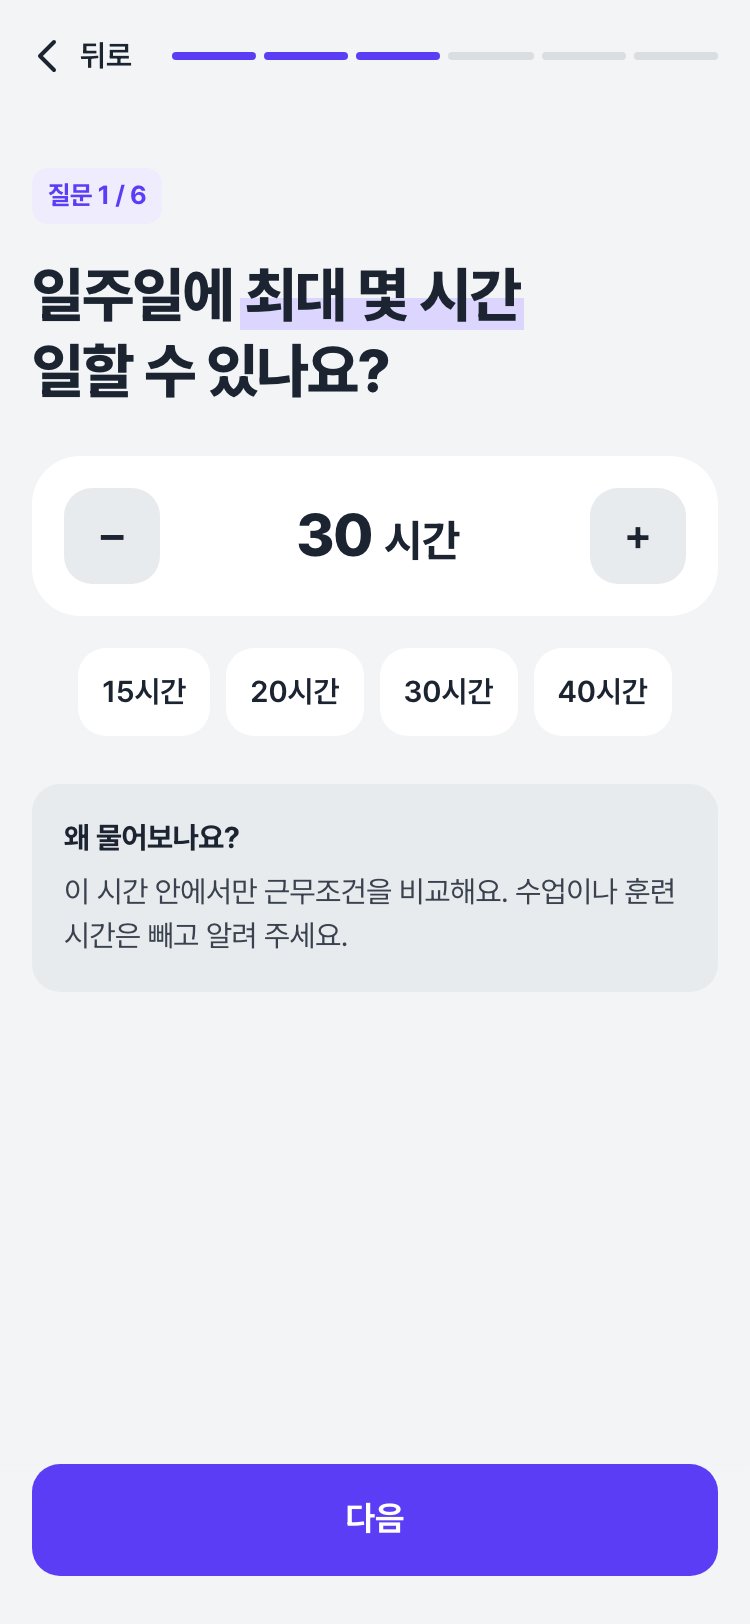 뒤로
질문 1 / 6
일주일에 최대 몇 시간
일할 수 있나요?
− 30 시간 +
15시간 20시간 30시간 40시간
왜 물어보나요?
이 시간 안에서만 근무조건을 비교해요. 수업이나 훈련
시간은 빼고 알려 주세요.
다음